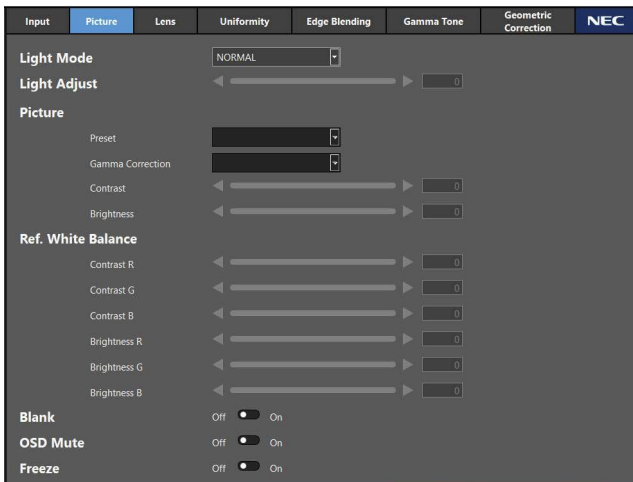 Input Picture Lens Uniformity Edge Blending Gamma Tone Geometric Correction NEC
Light Mode NORMAL
Light Adjust 0
Picture
Preset
Gamma Correction
Contrast 0
Brightness 0
Ref. White Balance
Contrast R 0
Contrast G 0
Contrast B 0
Brightness R 0
Brightness G 0
Brightness B 0
Blank Off On
OSD Mute Off On
Freeze Off On